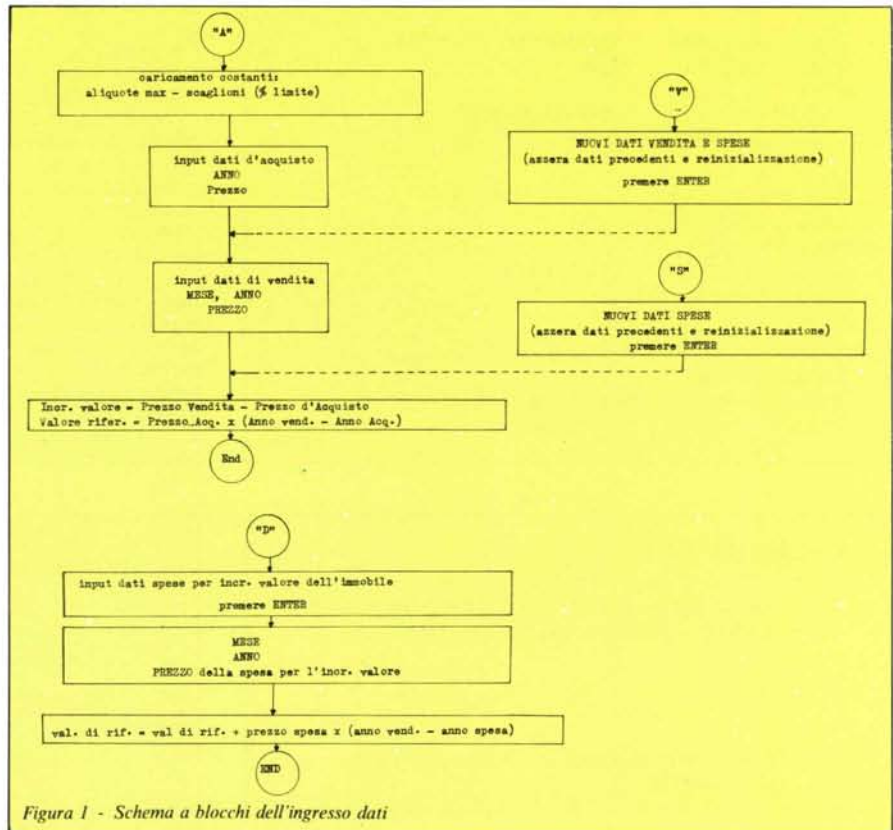 "A"
caricamento costanti:
aliquote max - scaglioni (% limite)
"V"
input dati d'acquisto
ANNO
Prezzo
NUOVI DATI VENDITA E SPESE
(azzera dati precedenti e reinizializzazione)
premere ENTER
input dati di vendita
MESE, ANNO
PREZZO
"S"
NUOVI DATI SPESE
(azzera dati precedenti e reinizializzazione)
premere ENTER
Incr. valore = Prezzo Vendita - Prezzo d'Acquisto
Valore rifer. = Prezzo Acq. x (Anno vend. - Anno Acq.)
End
"D"
input dati spese per incr. valore dell'immobile
premere ENTER
MESE
ANNO
PREZZO della spesa per l'incr. valore
val. di rif. = val di rif. + prezzo spesa x (anno vend. - anno spesa)
END
Figura 1 - Schema a blocchi dell'ingresso dati